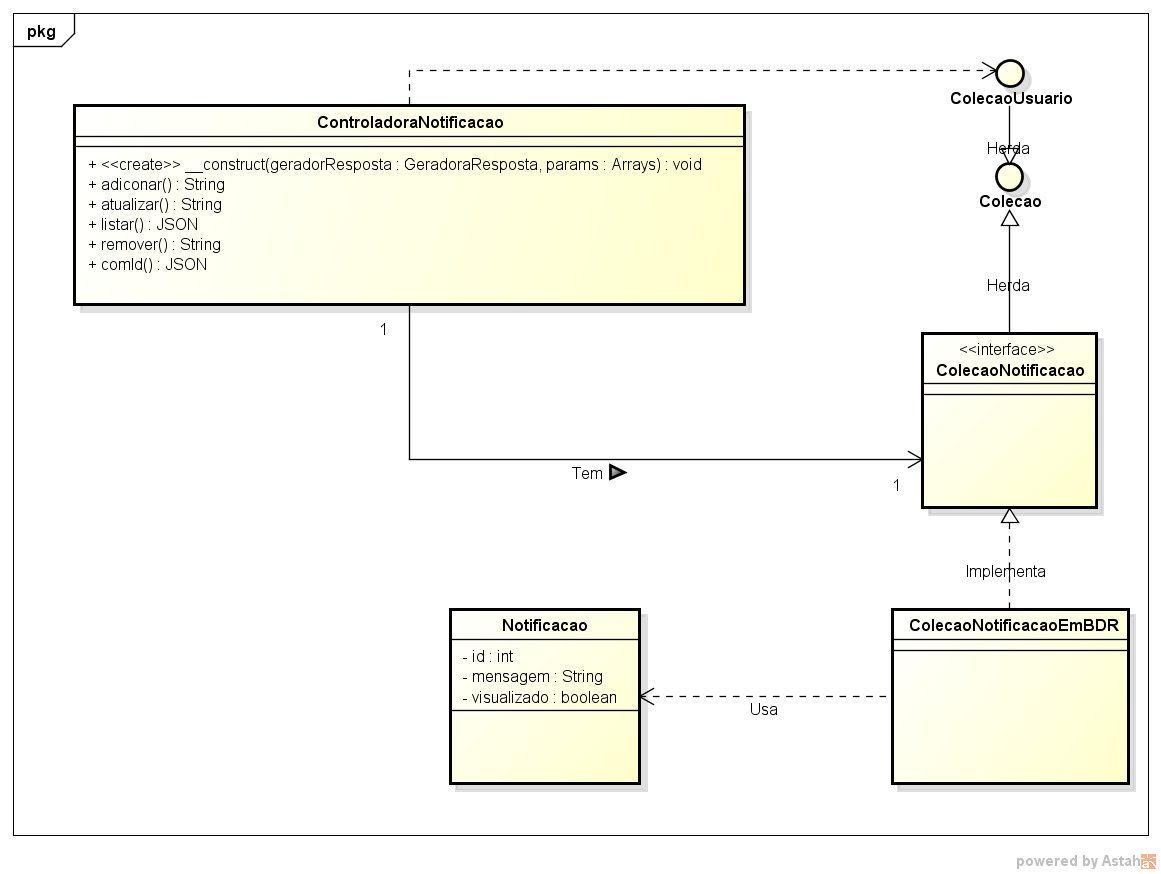 pkg
ColecaoUsuario
ControladoraNotificacao
Herda
+ <<create>> __construct(geradorResposta : GeradoraResposta, params : Arrays) : void
+ adiconar() : String
+ atualizar() : String
+ listar() : JSON
+ remover() : String
+ comId() : JSON
Colecao
Herda
1
<<interface>>
ColecaoNotificacao
Tem
1
Implementa
Notificacao
- id : int
- mensagem : String
- visualizado : boolean
ColecaoNotificacaoEmBDR
Usa
powered by Astah